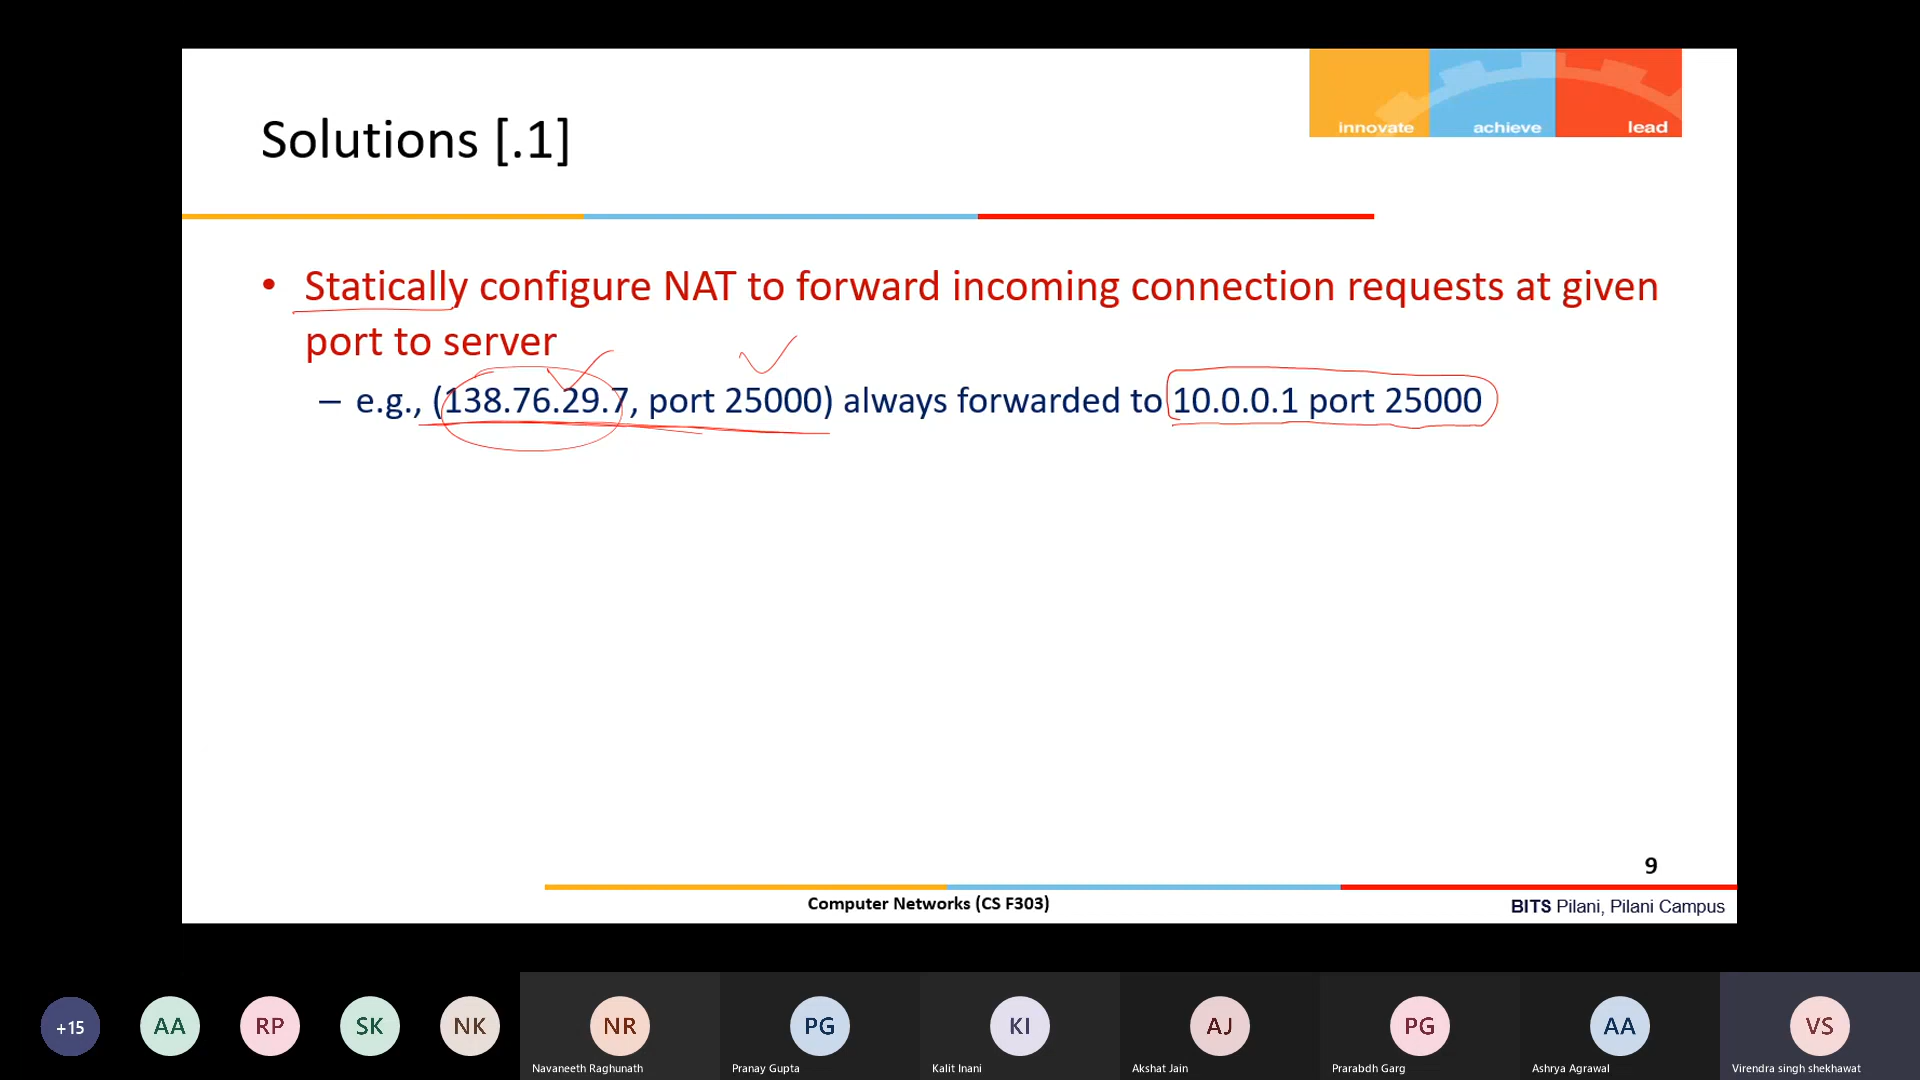 innovate achieve lead
Solutions [.1]
• Statically configure NAT to forward incoming connection requests at given
port to server
– e.g., (138.76.29.7, port 25000) always forwarded to 10.0.0.1 port 25000
9
Computer Networks (CS F303)
BITS Pilani, Pilani Campus
+15 AA RP SK NK NR PG KI AJ PG AA VS
Navaneeth Raghunath Pranay Gupta Kalit Inani Akshat Jain Prarabdh Garg Ashrya Agrawal Virendra singh shekhawat